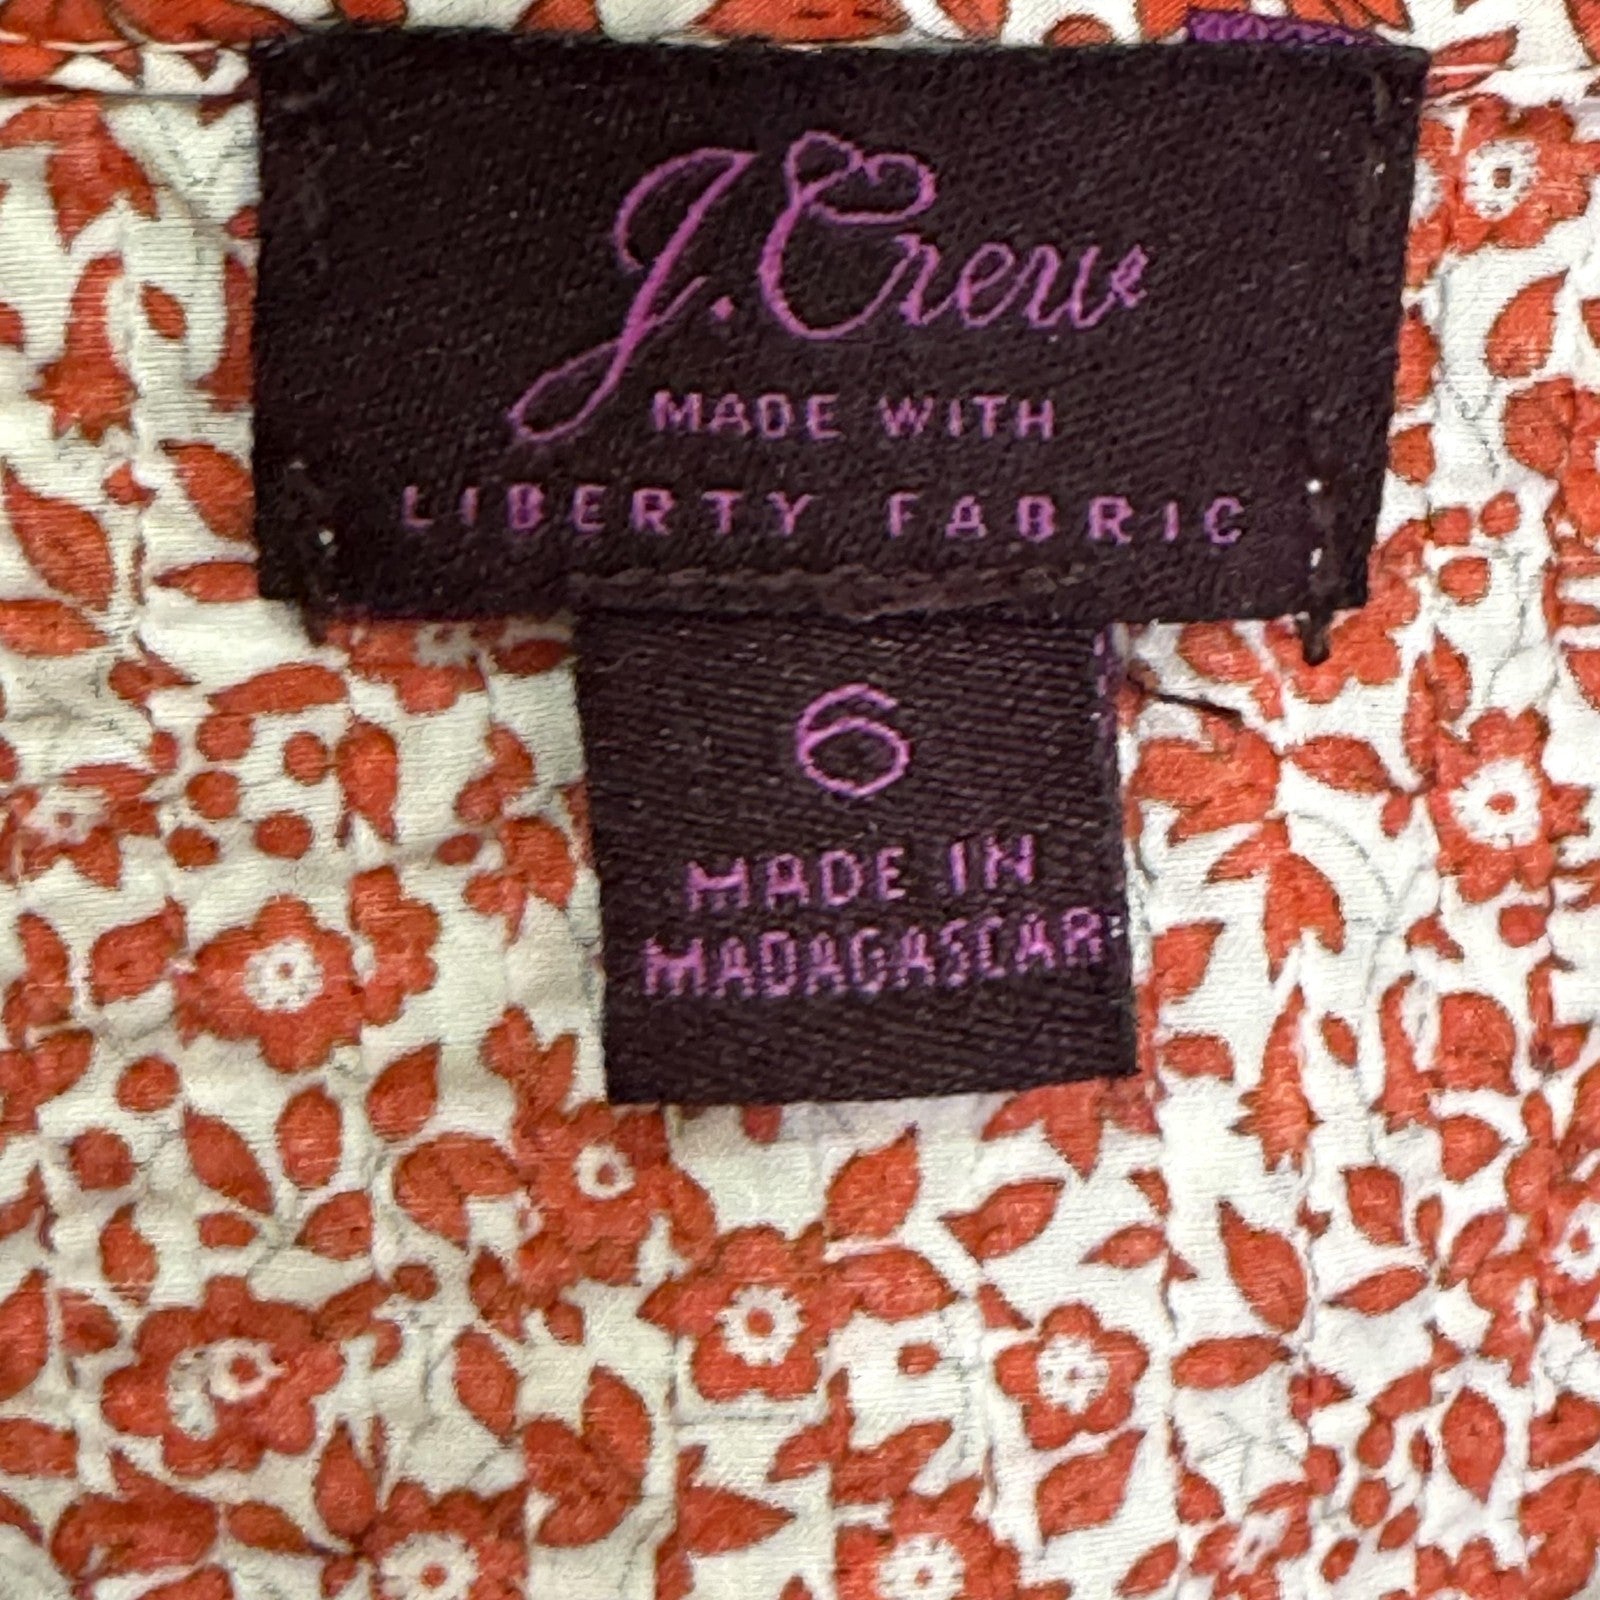 J.Crew
MADE WITH
LIBERTY FABRIC
6
MADE IN
MADAGASCAR